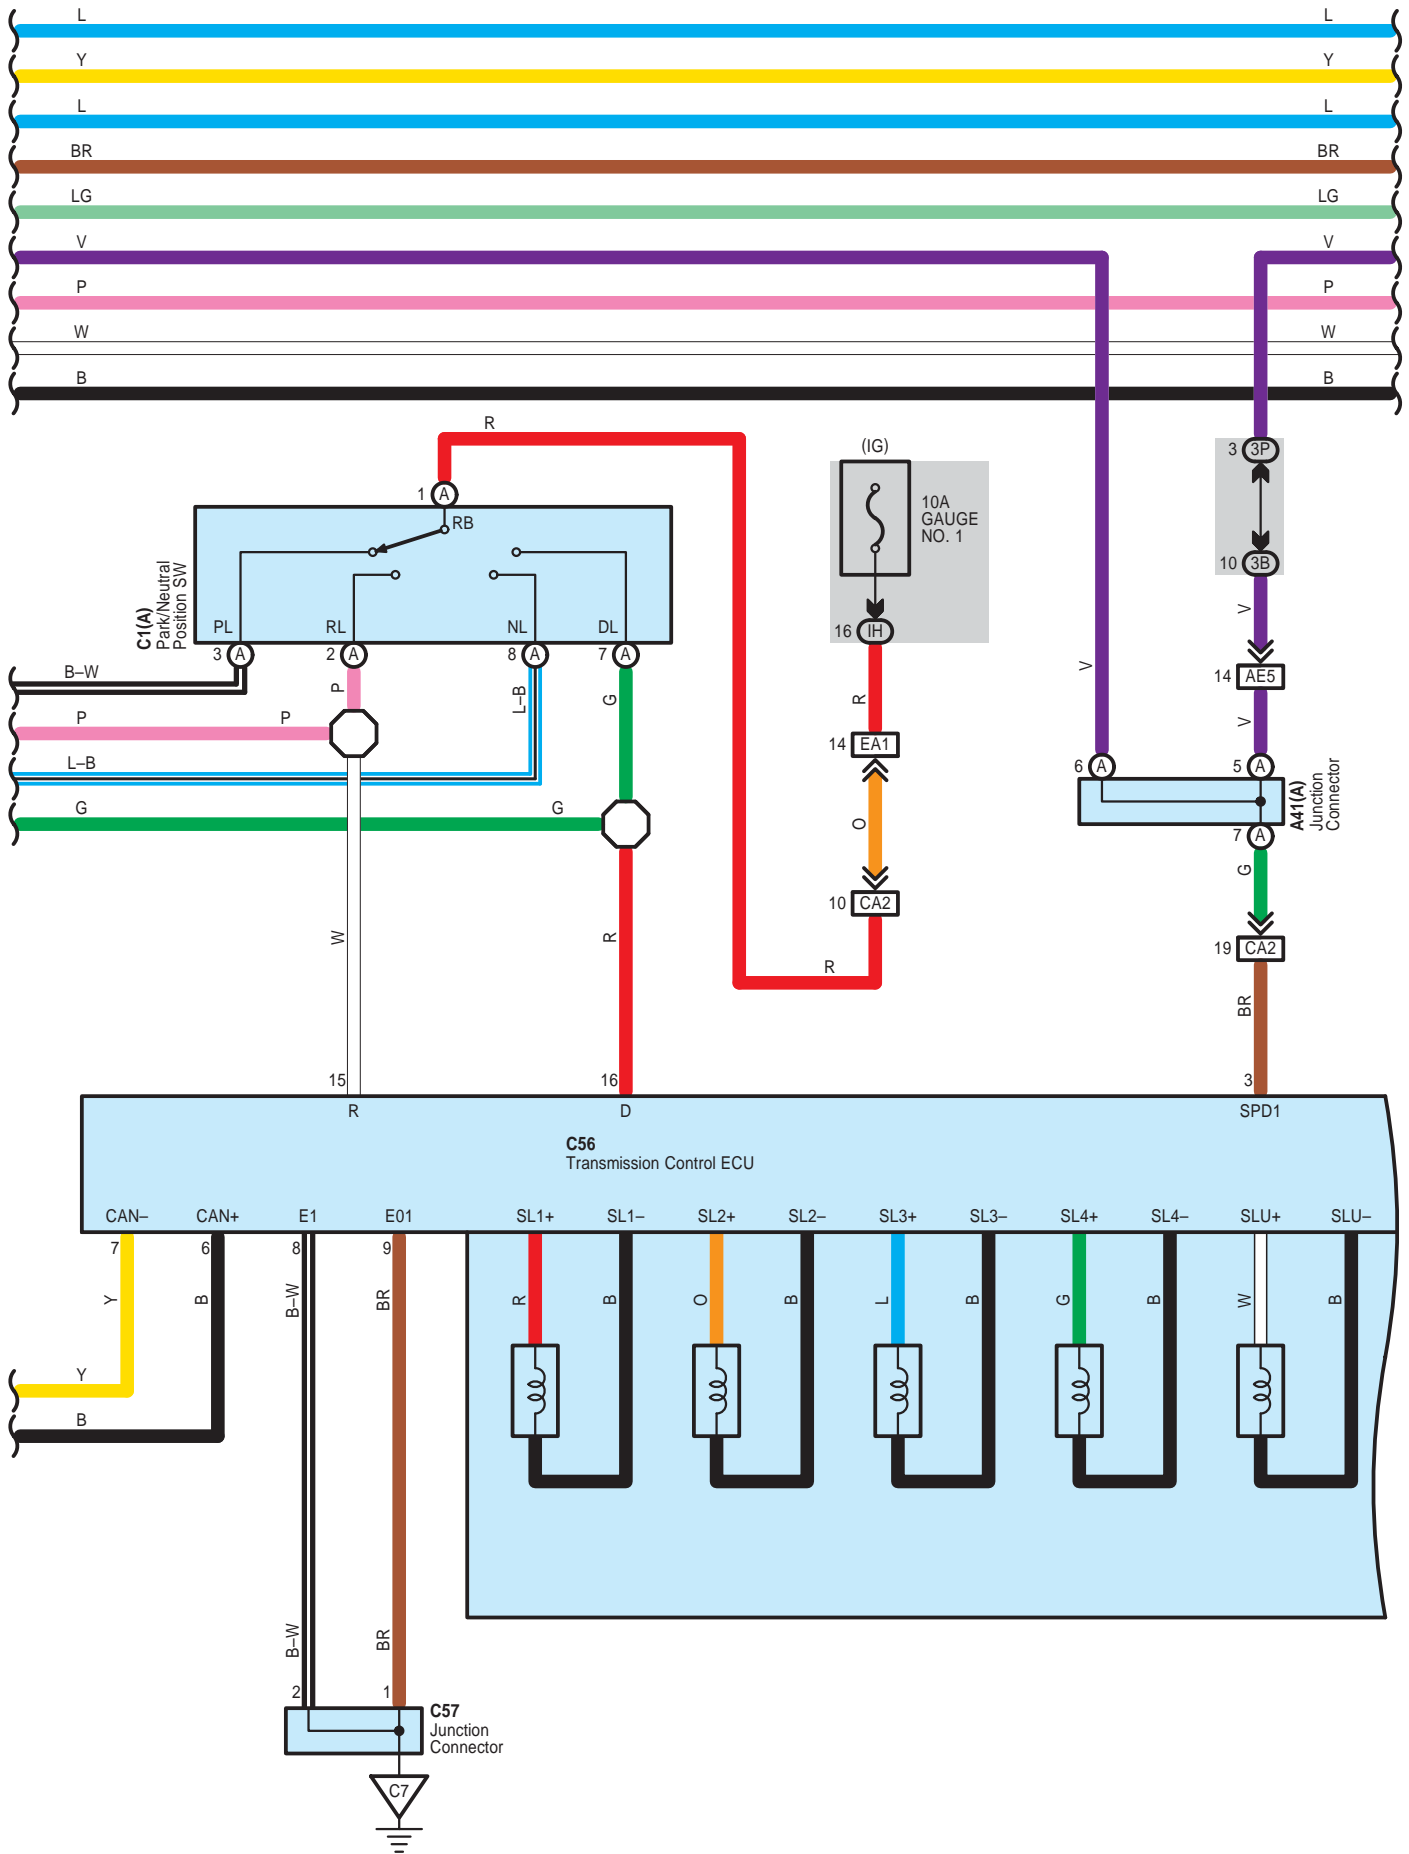 L L
Y Y
L L
BR BR
LG LG
V V
P P
W W
B B
R
(IG)
3 3P
1 A
RB
10A
GAUGE
NO. 1
C1(A)
Park/Neutral
Position SW
10 3B
PL RL NL DL
16 IH
3 A 2 A 8 A 7 A
V
B–W
P
L–B
G
V
14 AE5
R
P P
V
14 EA1
L–B
6 A 5 A
A41(A)
Junction
Connector
G G
O
7 A
G
10 CA2
W
R
19 CA2
R
BR
15 16 3
R D SPD1
C56
Transmission Control ECU
CAN– CAN+ E1 E01 SL1+ SL1– SL2+ SL2– SL3+ SL3– SL4+ SL4– SLU+ SLU–
7 6 8 9
Y B B–W BR R B O B L B G B W B
Y
B
B–W BR
2 1
C57
Junction
Connector
C7